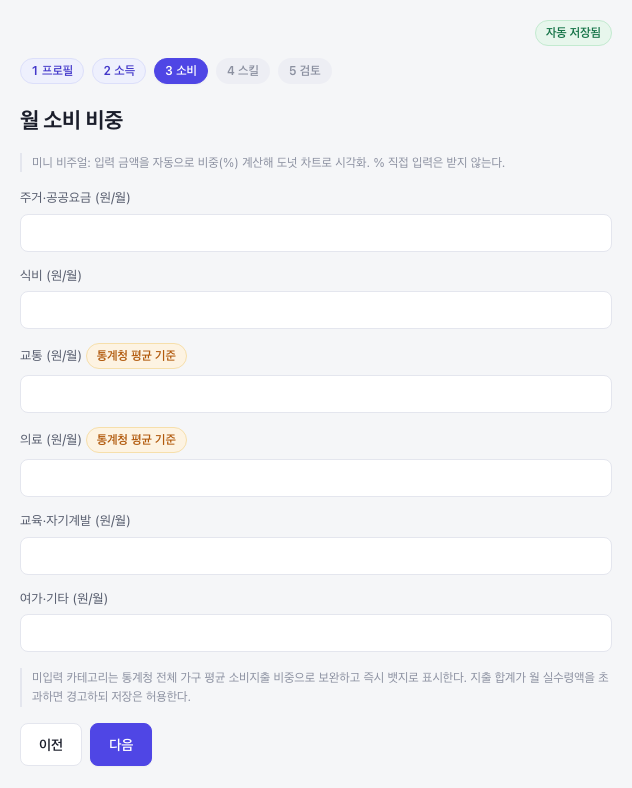 자동 저장됨
1 프로필 2 소득 3 소비 4 스킬 5 검토
월 소비 비중
미니 비주얼: 입력 금액을 자동으로 비중(%) 계산해 도넛 차트로 시각화. % 직접 입력은 받지 않는다.
주거·공공요금 (원/월)
식비 (원/월)
교통 (원/월) 통계청 평균 기준
의료 (원/월) 통계청 평균 기준
교육·자기계발 (원/월)
여가·기타 (원/월)
미입력 카테고리는 통계청 전체 가구 평균 소비지출 비중으로 보완하고 즉시 뱃지로 표시한다. 지출 합계가 월 실수령액을 초
과하면 경고하되 저장은 허용한다.
이전 다음